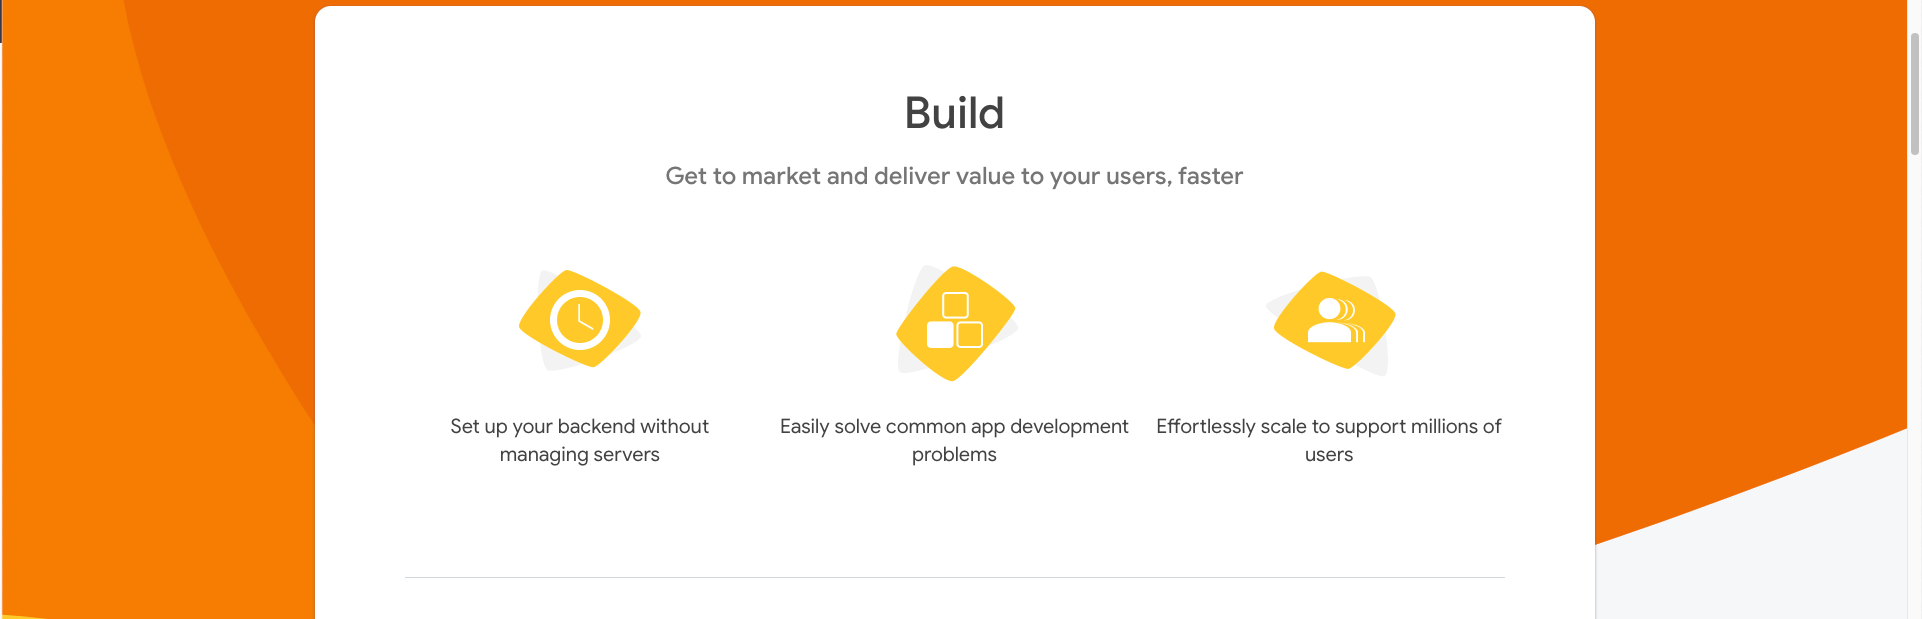 Build
Get to market and deliver value to your users, faster
Set up your backend without
managing servers
Easily solve common app development
problems
Effortlessly scale to support millions of
users